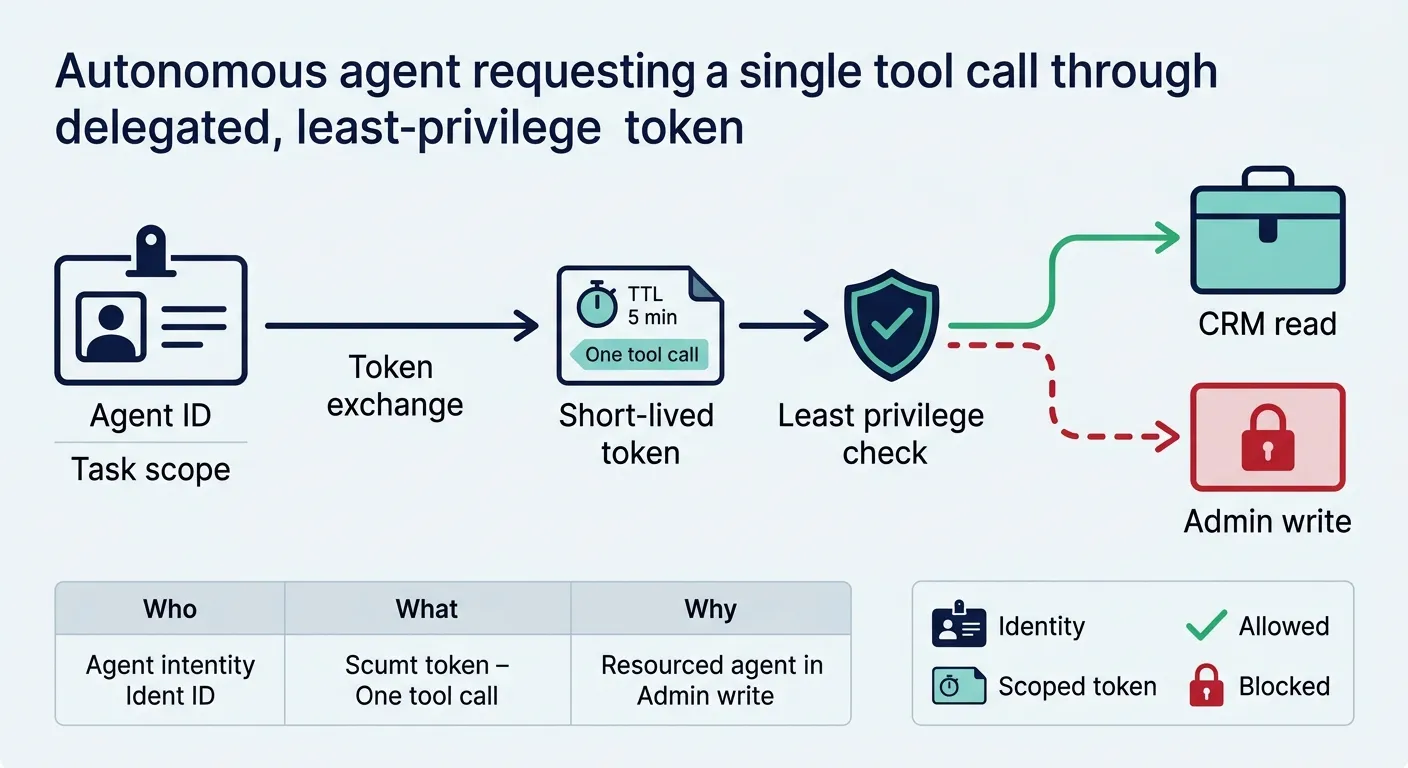 Autonomous agent requesting a single tool call through
delegated, least-privilege token
TTL
5 min
One tool call
Agent ID
Task scope
Token
exchange
Short-lived
token
Least privilege
check
CRM read
Admin write
Who
What
Why
Agent intentity
Ident ID
Scumt token –
One tool call
Resourced agent in
Admin write
Identity
Allowed
Scoped token
Blocked